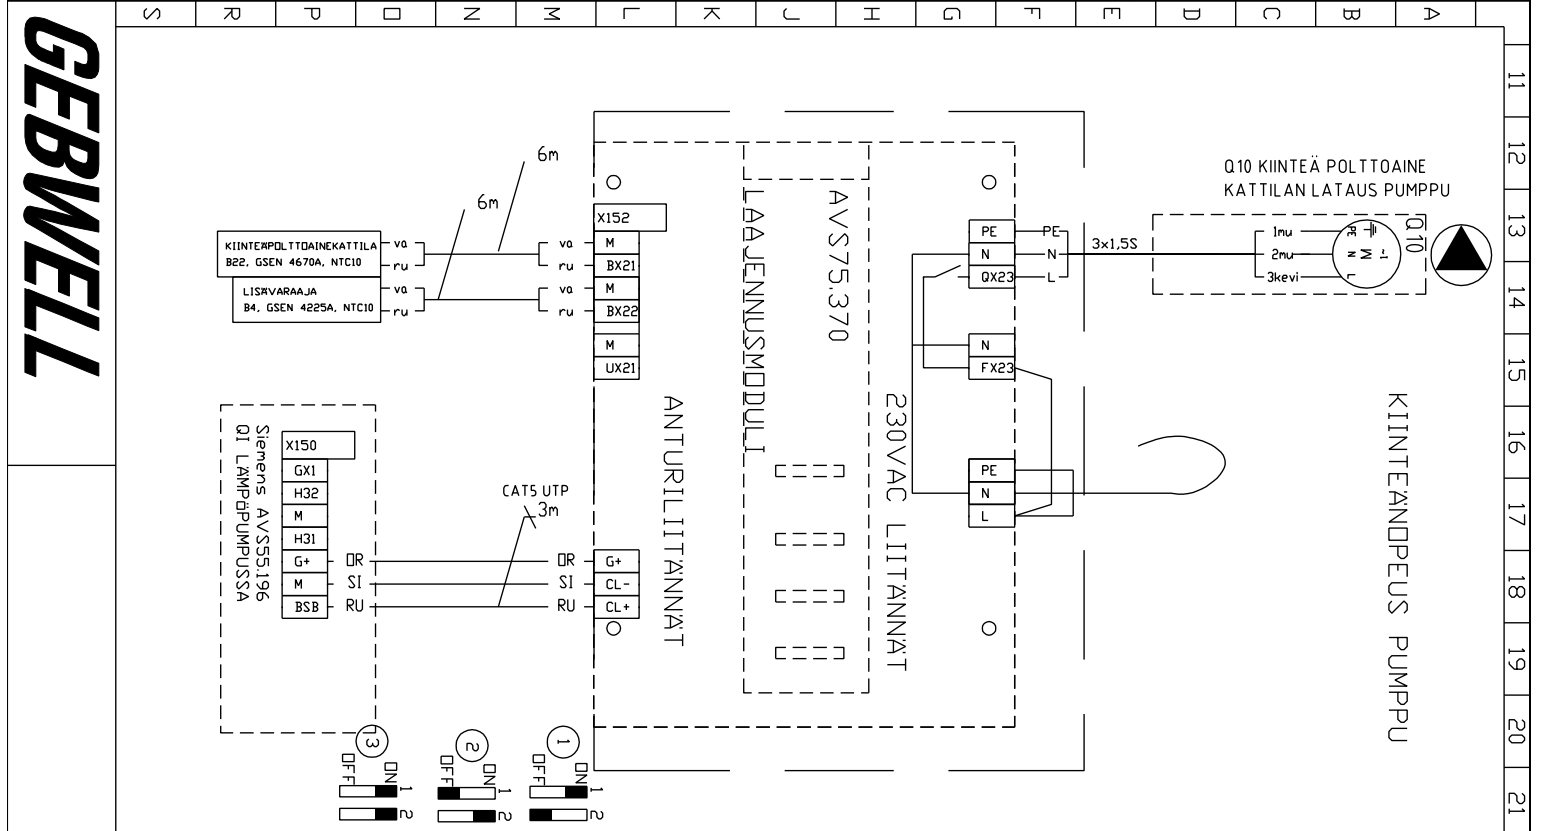 S R P O N M L K J H G F E D C B A
11
12
13
14
15
16
17
18
19
20
21
GEBWELL
6m
6m
KIINTEÄPOLTTOAINEKATTILA
B22, GSEN 4670A, NTC10
va
ru
LISÄVARAAJA
B4, GSEN 4225A, NTC10
va
ru
va
ru
va
ru
X152
M
BX21
M
BX22
M
UX21
LAAJENNUSMODULI
AVS75.370
ANTURILIITÄNNÄT
230VAC LIITÄNNÄT
PE
N
QX23
N
FX23
PE
N
L
PE
N
L
3x1,5S
Q10 KIINTEÄ POLTTOAINE
KATTILAN LATAUS PUMPPU
1mu
2mu
3kevi
PE
N
L
M
~1
Q10
KIINTEÄNOPEUS PUMPPU
Siemens AVS55.196
QI LÄMPÖPUMPUSSA
X150
GX1
H32
M
H31
G+
M
BSB
OR
SI
RU
CAT5 UTP
3m
OR
SI
RU
G+
CL-
CL+
3
OFF
ON
1
2
2
OFF
ON
1
2
1
OFF
ON
1
2